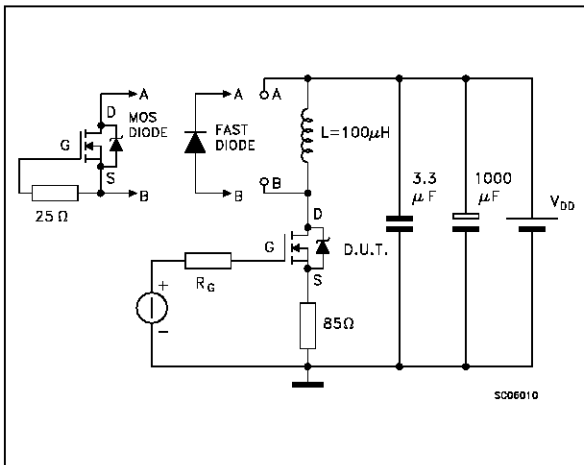 A
D
MOS
DIODE
G
S
B
25 Ω
A
FAST
DIODE
B
A
L=100μH
B
D
G
D.U.T.
S
+
−
RG
85Ω
3.3
μF
1000
μF
VDD
SC06010